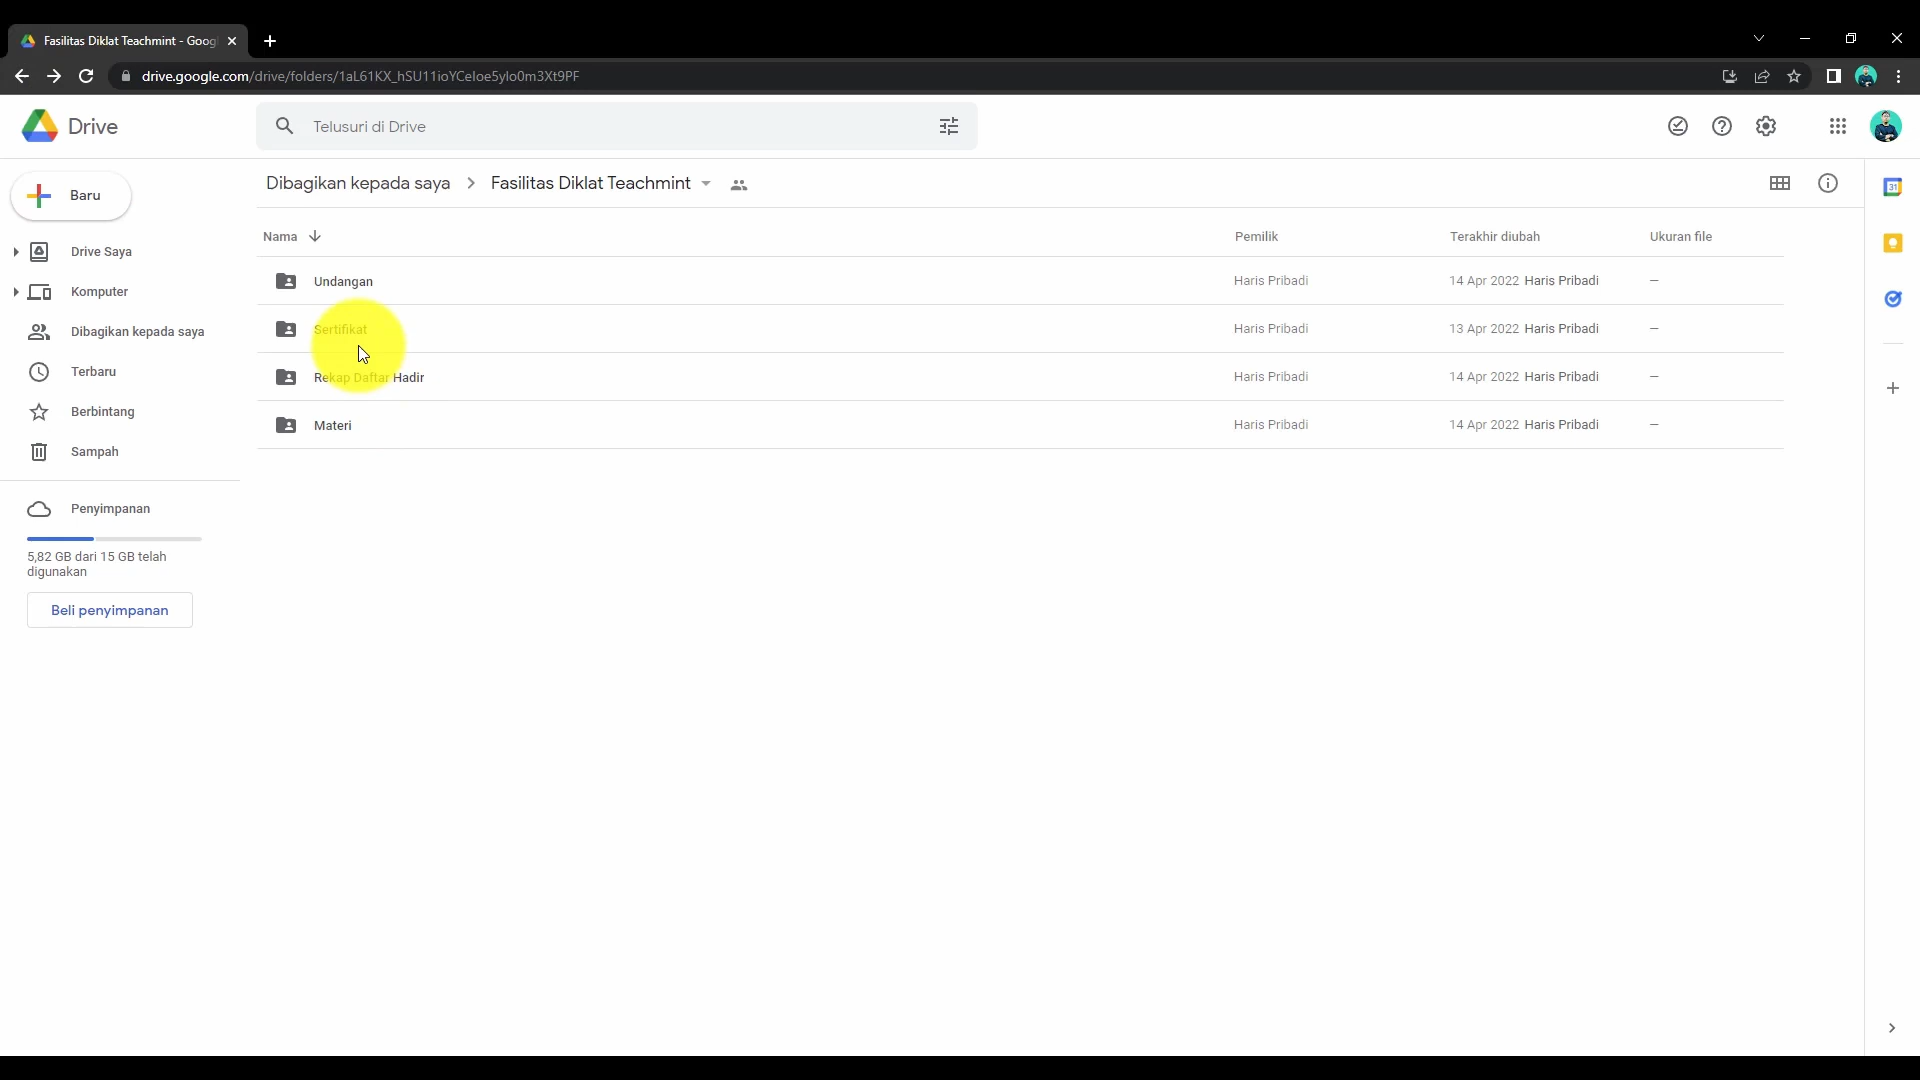 Fasilitas Diklat Teachmint - Goog
drive.google.com/drive/folders/1aL61KX_hSU11ioYCeIoe5ylo0m3Xt9PF
Drive
Telusuri di Drive
Baru
Dibagikan kepada saya > Fasilitas Diklat Teachmint
Nama Pemilik Terakhir diubah Ukuran file
Drive Saya
Komputer
Dibagikan kepada saya
Terbaru
Berbintang
Sampah
Penyimpanan
5,82 GB dari 15 GB telah
digunakan
Beli penyimpanan
Undangan Haris Pribadi 14 Apr 2022 Haris Pribadi —
Sertifikat Haris Pribadi 13 Apr 2022 Haris Pribadi —
Rekap Daftar Hadir Haris Pribadi 14 Apr 2022 Haris Pribadi —
Materi Haris Pribadi 14 Apr 2022 Haris Pribadi —
31